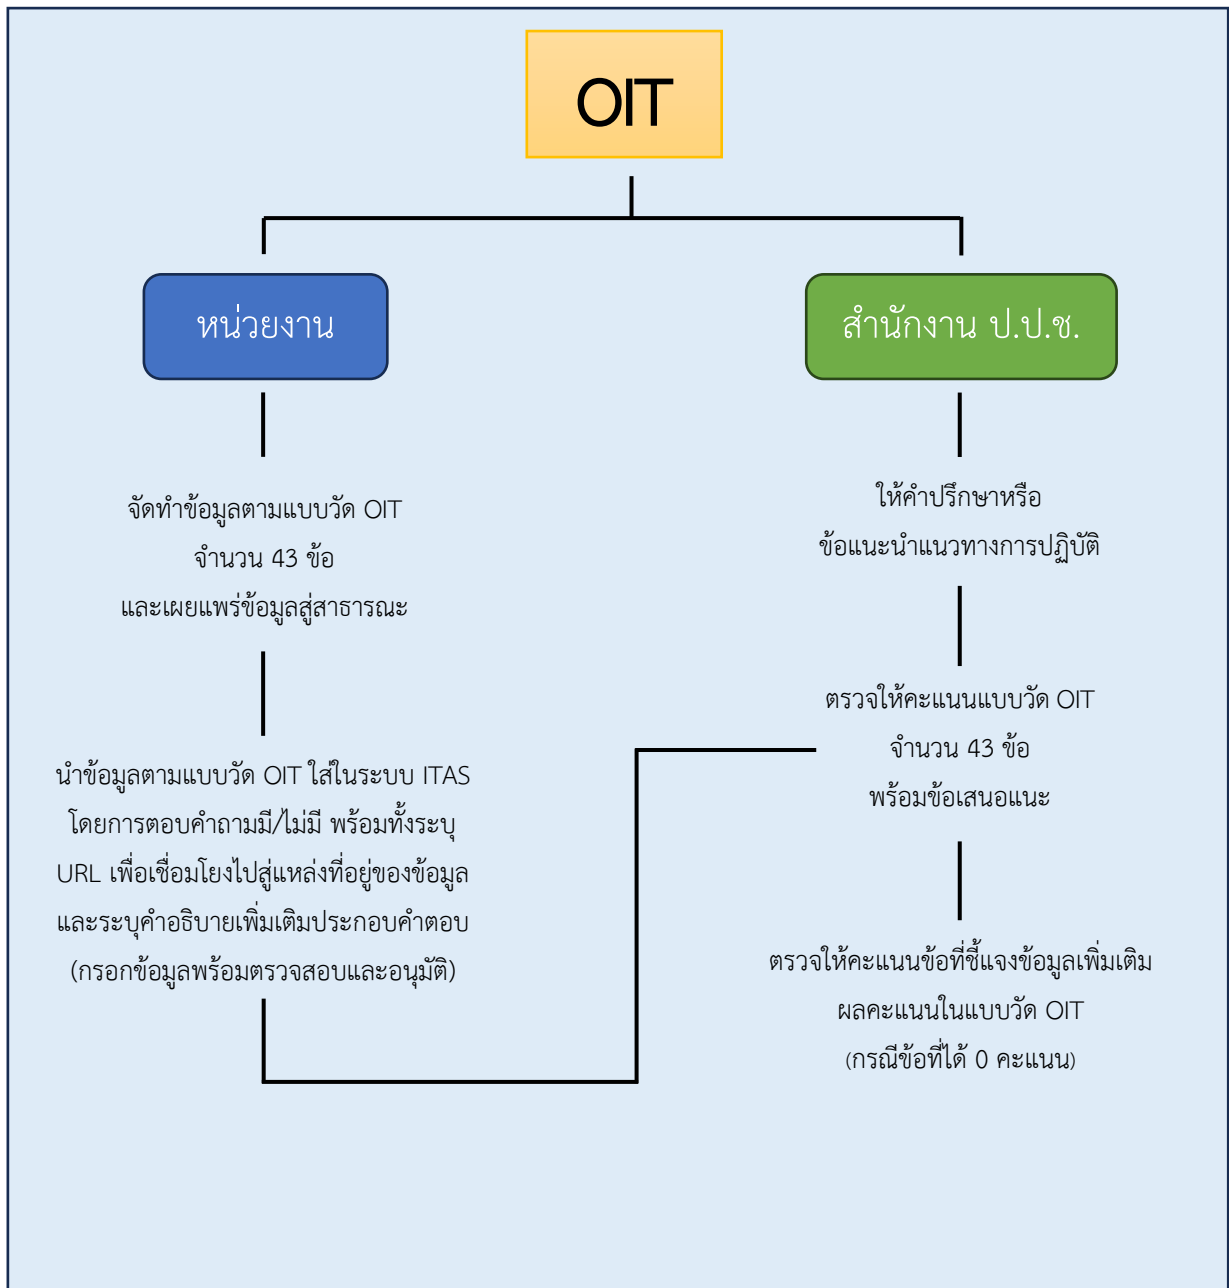 OIT
หน่วยงาน
จัดทำข้อมูลตามแบบวัด OIT
จำนวน 43 ข้อ
และเผยแพร่ข้อมูลสู่สาธารณะ
นำข้อมูลตามแบบวัด OIT ใส่ในระบบ ITAS
โดยการตอบคำถามมี/ไม่มี พร้อมทั้งระบุ
URL เพื่อเชื่อมโยงไปสู่แหล่งที่อยู่ของข้อมูล
และระบุคำอธิบายเพิ่มเติมประกอบคำตอบ
(กรอกข้อมูลพร้อมตรวจสอบและอนุมัติ)
สำนักงาน ป.ป.ช.
ให้คำปรึกษาหรือ
ข้อแนะนำแนวทางการปฏิบัติ
ตรวจให้คะแนนแบบวัด OIT
จำนวน 43 ข้อ
พร้อมข้อเสนอแนะ
ตรวจให้คะแนนข้อที่ชี้แจงข้อมูลเพิ่มเติม
ผลคะแนนในแบบวัด OIT
(กรณีข้อที่ได้ 0 คะแนน)